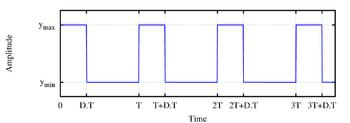 y_max
Amplitude
y_min
0 D.T T T+D.T 2T 2T+D.T 3T 3T+D.T
Time